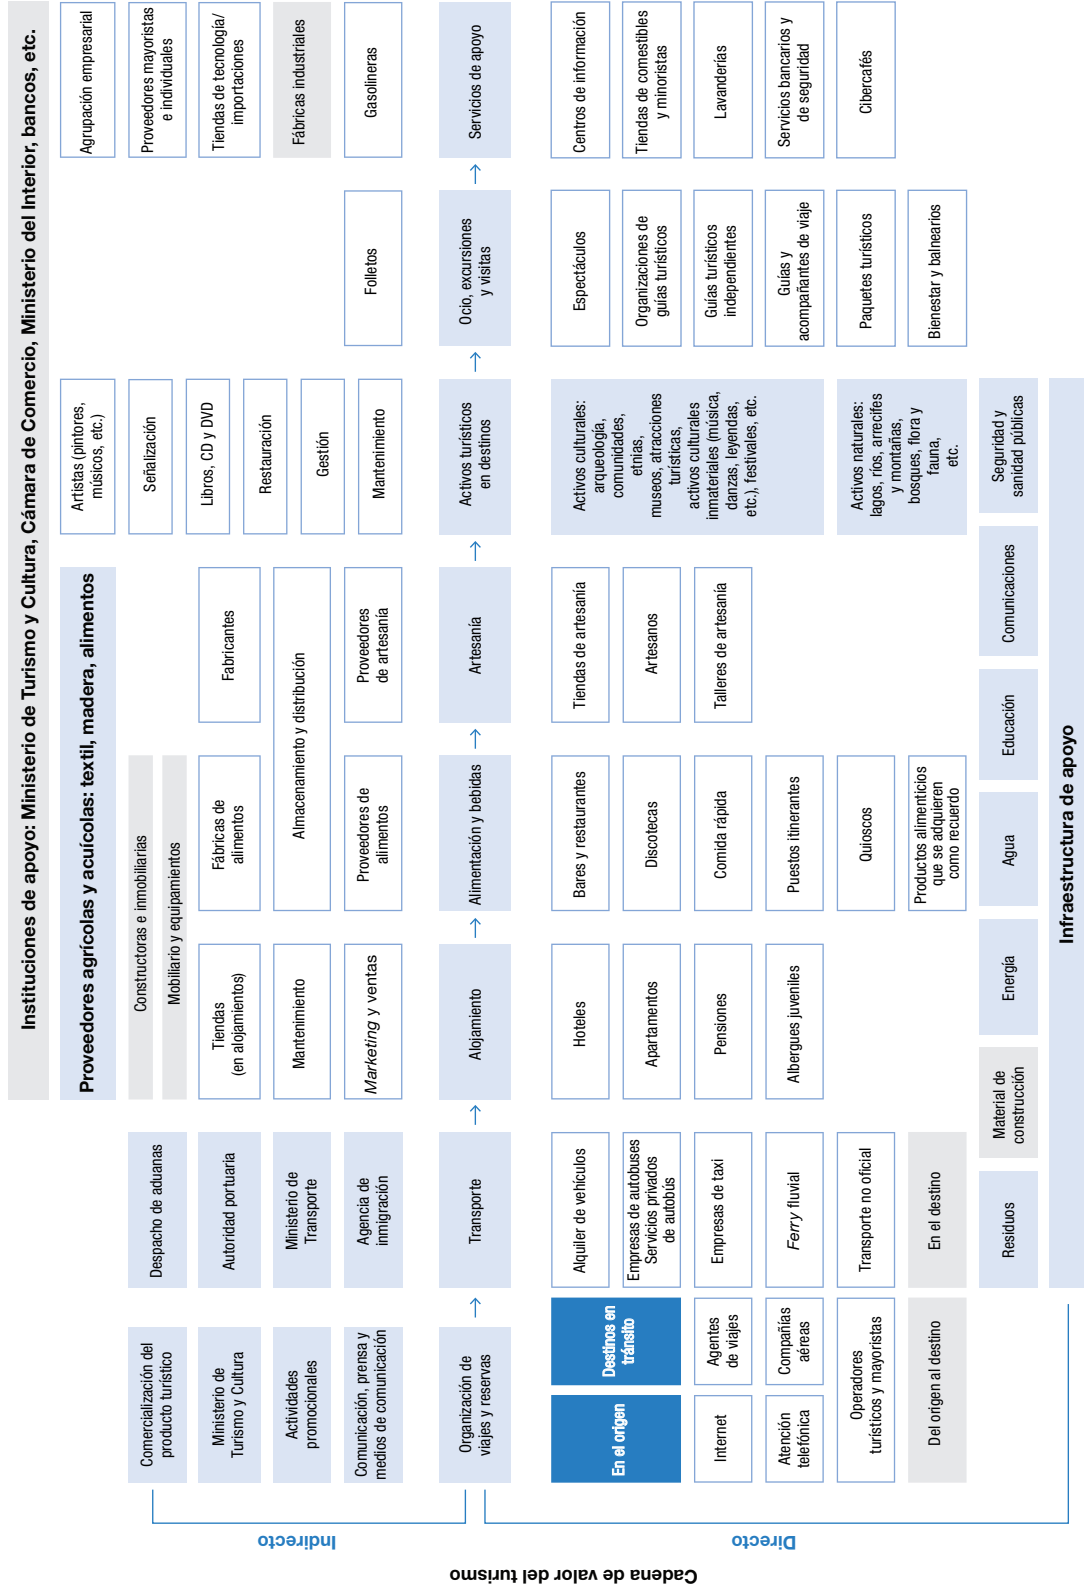 Cadena de valor del turismo
Indirecto
Directo
Instituciones de apoyo: Ministerio de Turismo y Cultura, Cámara de Comercio, Ministerio del Interior, bancos, etc.
Proveedores agrícolas y acuícolas: textil, madera, alimentos
Comercialización del
producto turístico
Ministerio de
Turismo y Cultura
Actividades
promocionales
Comunicación, prensa y
medios de comunicación
Despacho de aduanas
Autoridad portuaria
Ministerio de
Transporte
Agencia de
inmigración
Constructoras e inmobiliarias
Mobiliario y equipamientos
Tiendas
(en alojamientos)
Mantenimiento
Marketing y ventas
Fábricas de
alimentos
Fabricantes
Almacenamiento y distribución
Proveedores de
alimentos
Proveedores
de artesanía
Artistas (pintores,
músicos, etc.)
Señalización
Libros, CD y DVD
Restauración
Gestión
Mantenimiento
Folletos
Agrupación empresarial
Proveedores mayoristas
e individuales
Tiendas de tecnología/
importaciones
Fábricas industriales
Gasolineras
Organización de
viajes y reservas
→
Transporte
→
Alojamiento
→
Alimentación y bebidas
→
Artesanía
→
Activos turísticos
en destinos
→
Ocio, excursiones
y visitas
→
Servicios de apoyo
En el origen
Destinos en
tránsito
Internet
Agentes
de viajes
Atención
telefónica
Compañías
aéreas
Operadores
turísticos y mayoristas
Del origen al destino
Alquiler de vehículos
Empresas de autobuses
Servicios privados
de autobús
Empresas de taxi
Ferry fluvial
Transporte no oficial
En el destino
Hoteles
Apartamentos
Pensiones
Albergues juveniles
Bares y restaurantes
Discotecas
Comida rápida
Puestos itinerantes
Quioscos
Productos alimenticios
que se adquieren
como recuerdo
Tiendas de artesanía
Artesanos
Talleres de artesanía
Activos culturales:
arqueología,
comunidades,
etnias,
museos, atracciones
turísticas,
activos culturales
inmateriales (música,
danzas, leyendas,
etc.), festivales, etc.
Activos naturales:
lagos, ríos, arrecifes
y montañas,
bosques, flora y
fauna,
etc.
Espectáculos
Organizaciones de
guías turísticos
Guías turísticos
independientes
Guías y
acompañantes de viaje
Paquetes turísticos
Bienestar y balnearios
Centros de información
Tiendas de comestibles
y minoristas
Lavanderías
Servicios bancarios y
de seguridad
Cibercafés
Residuos
Material de
construcción
Energía
Agua
Educación
Comunicaciones
Seguridad y
sanidad públicas
Infraestructura de apoyo